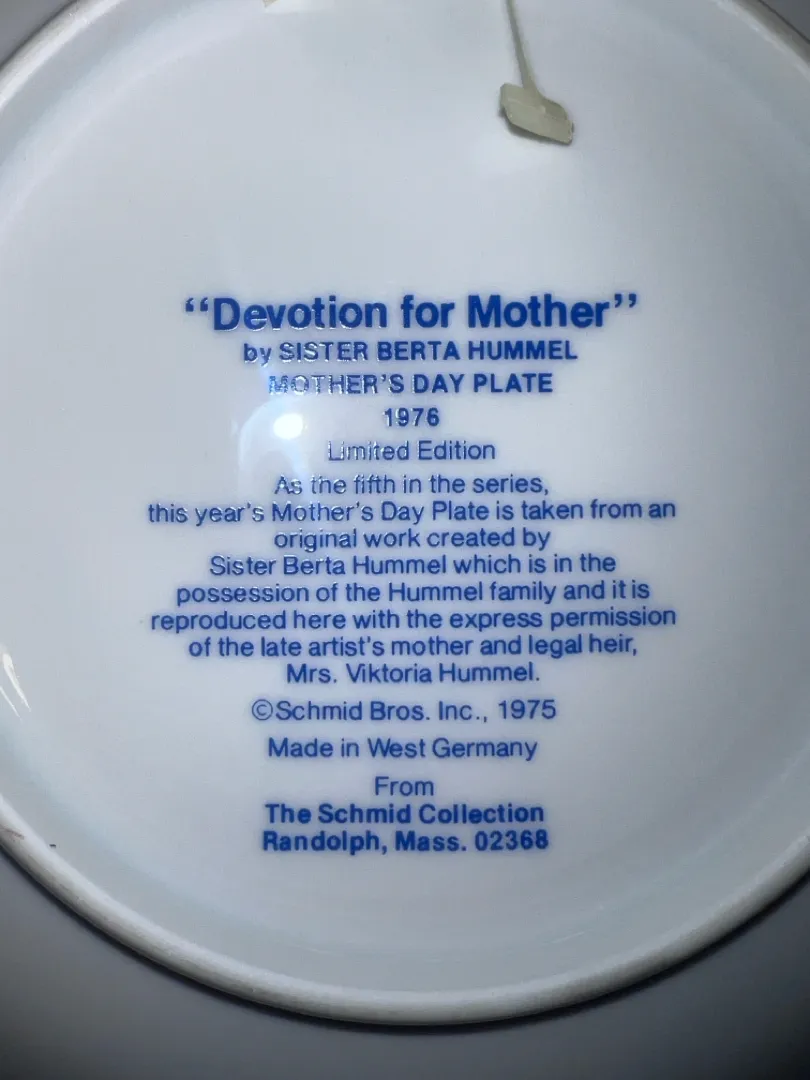 “Devotion for Mother”
by SISTER BERTA HUMMEL
MOTHER'S DAY PLATE
1976
Limited Edition
As the fifth in the series,
this year's Mother's Day Plate is taken from an
original work created by
Sister Berta Hummel which is in the
possession of the Hummel family and it is
reproduced here with the express permission
of the late artist's mother and legal heir,
Mrs. Viktoria Hummel.
©Schmid Bros. Inc., 1975
Made in West Germany
From
The Schmid Collection
Randolph, Mass. 02368